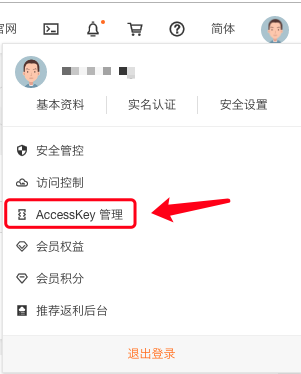 官网 简体
基本资料 实名认证 安全设置
安全管控
访问控制
AccessKey 管理
会员权益
会员积分
推荐返利后台
退出登录